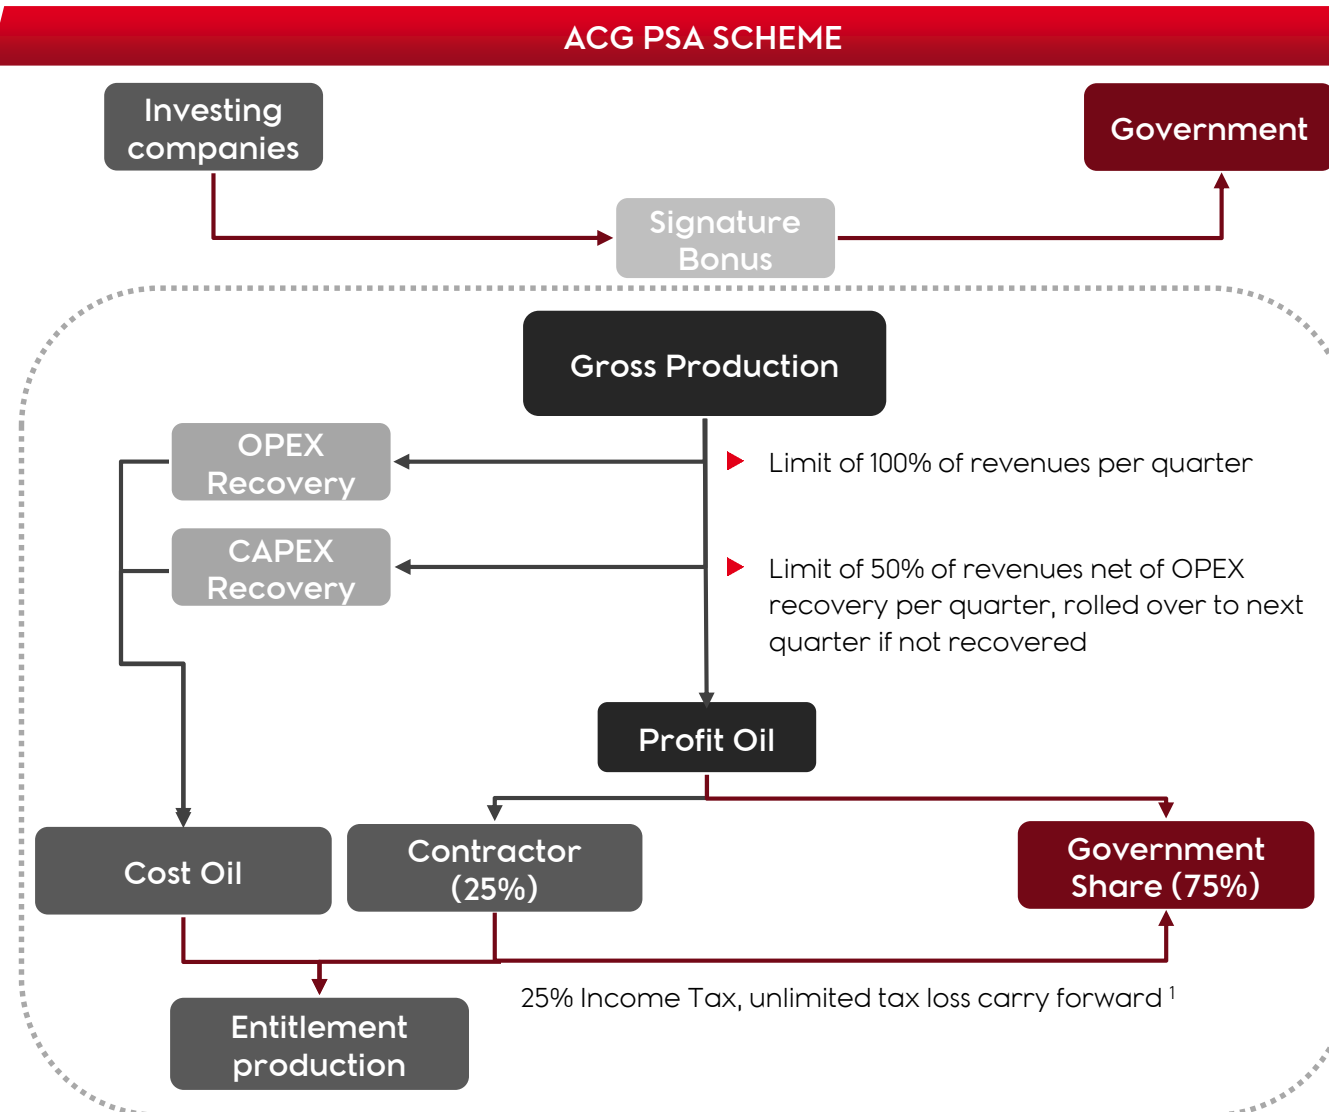 ACG PSA SCHEME
Investing
companies
Government
Signature
Bonus
Gross Production
OPEX
Recovery
Limit of 100% of revenues per quarter
CAPEX
Recovery
Limit of 50% of revenues net of OPEX
recovery per quarter, rolled over to next
quarter if not recovered
Profit Oil
Cost Oil
Contractor
(25%)
Government
Share (75%)
25% Income Tax, unlimited tax loss carry forward 1
Entitlement
production